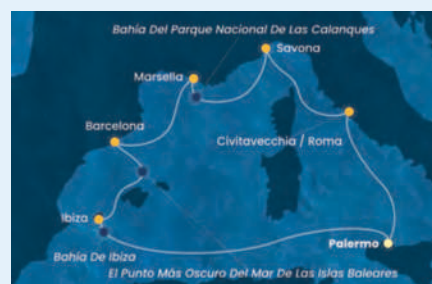 Bahía Del Parque Nacional De Las Calanques
Savona
Marsella
Barcelona
Civitavecchia / Roma
Ibiza
Palermo
Bahía De Ibiza
El Punto Más Oscuro Del Mar De Las Islas Baleares